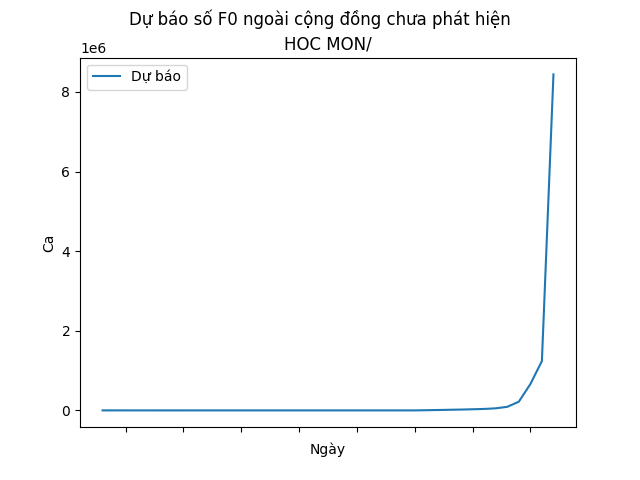 Dự báo số F0 ngoài cộng đồng chưa phát hiện
HOC MON/
1e6
Dự báo
8
6
4
2
0
Ca
Ngày